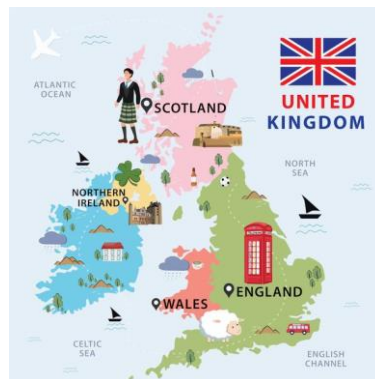 ATLANTIC
OCEAN
SCOTLAND
UNITED
KINGDOM
NORTH
SEA
NORTHERN
IRELAND
WALES
ENGLAND
CELTIC
SEA
ENGLISH
CHANNEL